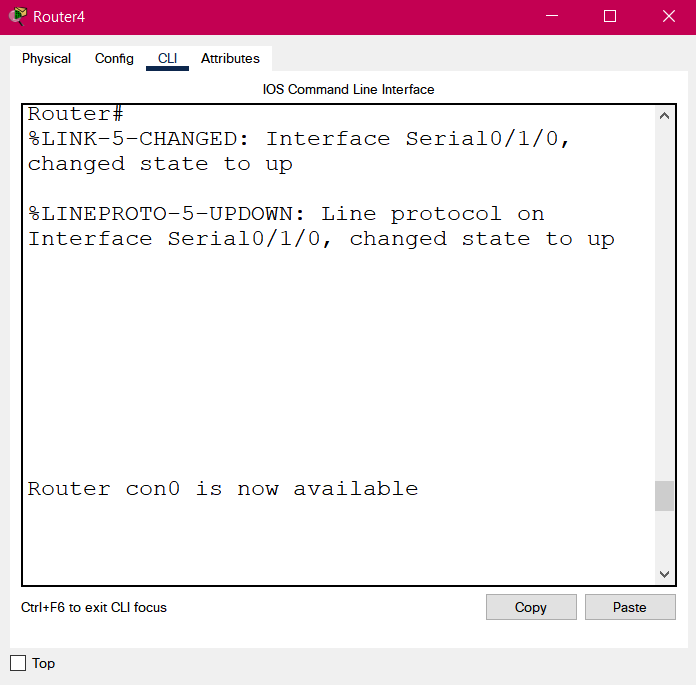 Router4
Physical Config CLI Attributes
IOS Command Line Interface
Router#
%LINK-5-CHANGED: Interface Serial0/1/0,
changed state to up
%LINEPROTO-5-UPDOWN: Line protocol on
Interface Serial0/1/0, changed state to up
Router con0 is now available
Ctrl+F6 to exit CLI focus
Copy Paste
Top